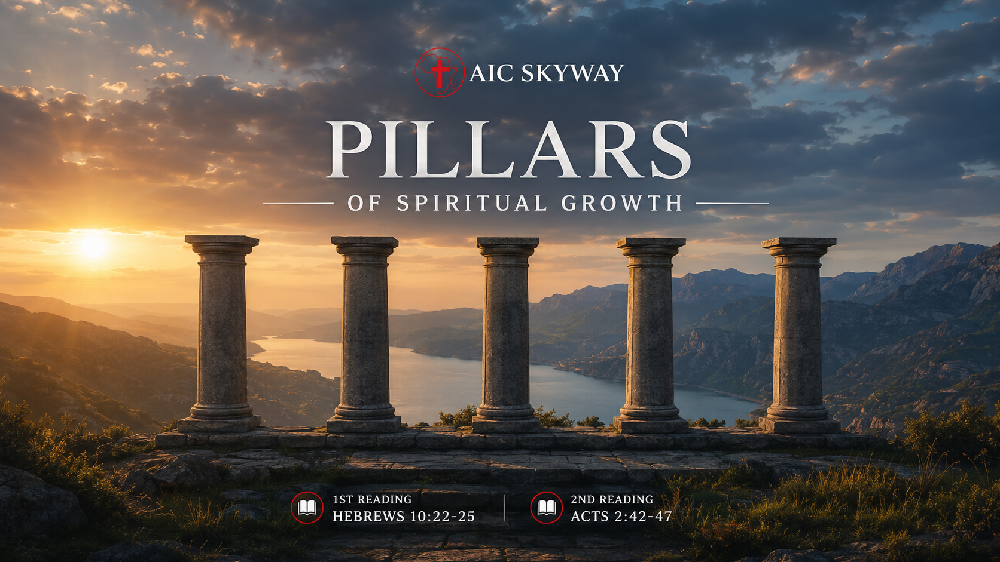 AIC SKYWAY
PILLARS
OF SPIRITUAL GROWTH
1ST READING
HEBREWS 10:22-25
2ND READING
ACTS 2:42-47